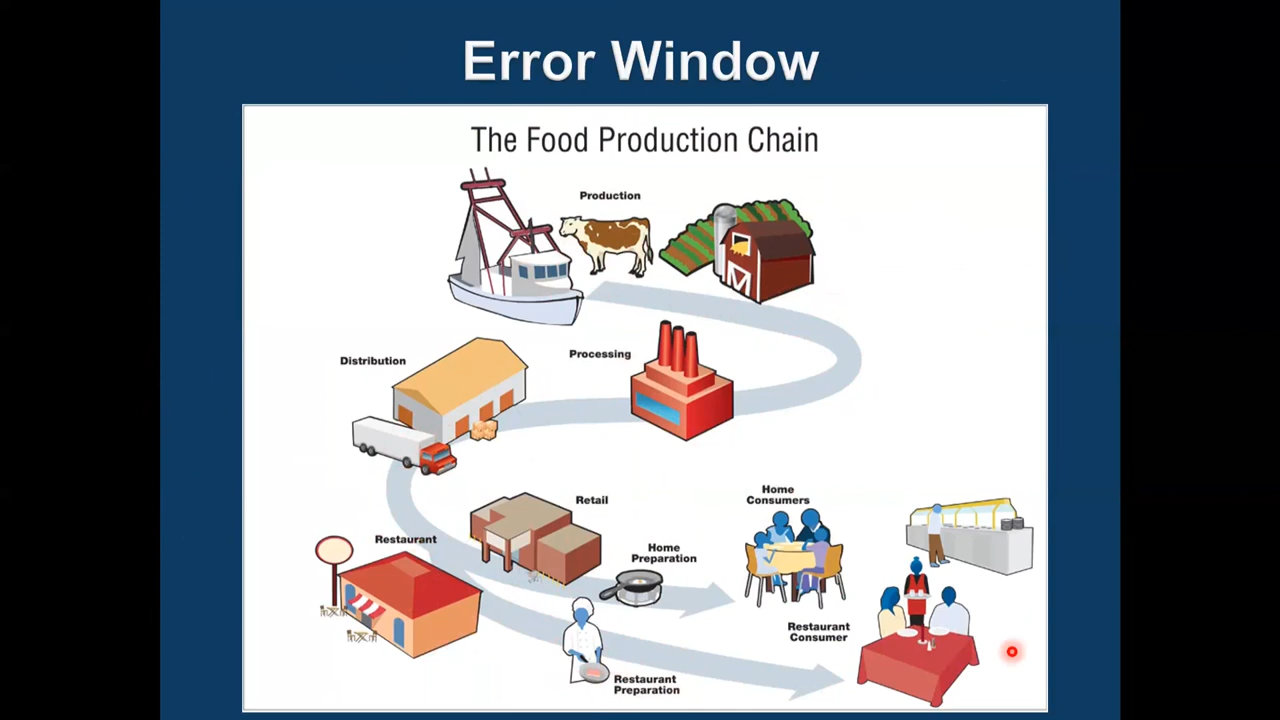 Error Window
The Food Production Chain
Production
Processing
Distribution
Retail
Restaurant
Home
Preparation
Home
Consumers
Restaurant
Consumer
Restaurant
Preparation